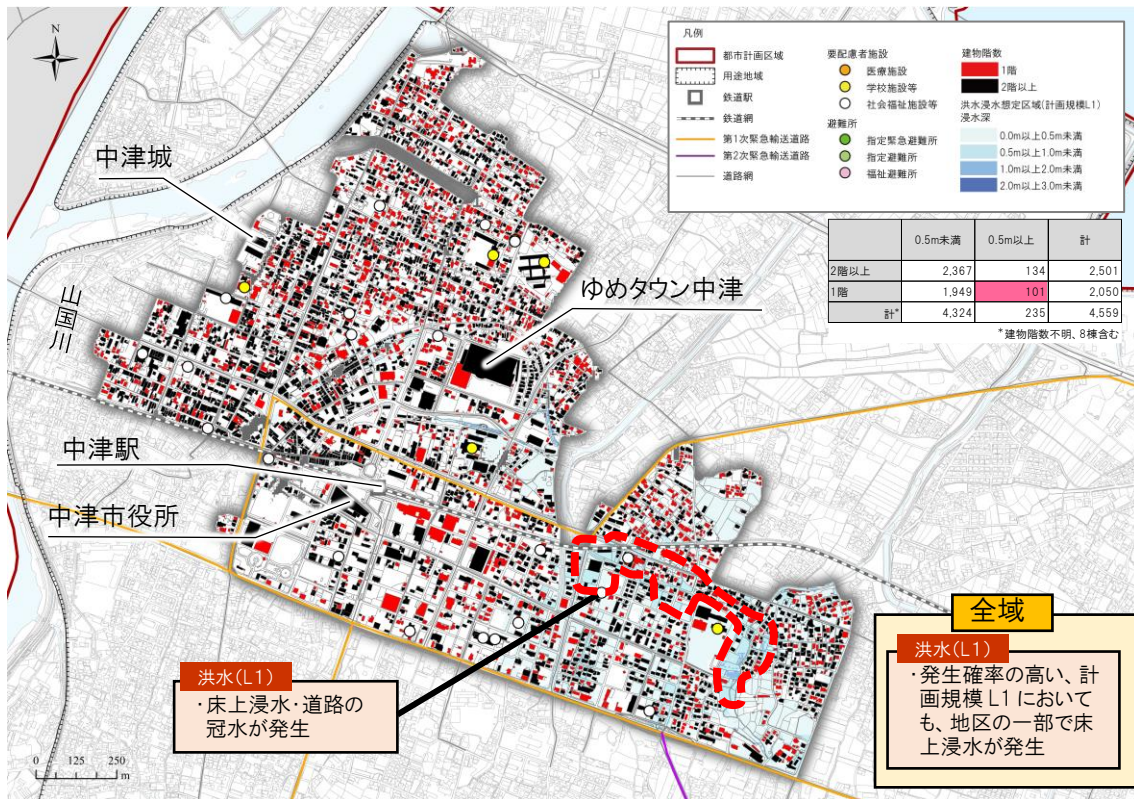 N
凡例
都市計画区域
用途地域
鉄道駅
鉄道網
第1次緊急輸送道路
第2次緊急輸送道路
道路網
要配慮者施設
医療施設
学校施設等
社会福祉施設等
避難所
指定緊急避難所
指定避難所
福祉避難所
建物階数
1階
2階以上
洪水浸水想定区域(計画規模L1)
浸水深
0.0m以上0.5m未満
0.5m以上1.0m未満
1.0m以上2.0m未満
2.0m以上3.0m未満
0.5m未満 0.5m以上 計
2階以上 2,367 134 2,501
1階 1,949 101 2,050
計* 4,324 235 4,559
*建物階数不明、8棟含む
中津城
ゆめタウン中津
山国川
中津駅
中津市役所
洪水(L1)
・床上浸水・道路の
冠水が発生
全域
洪水(L1)
・発生確率の高い、計
画規模 L1 において
も、地区の一部で床
上浸水が発生
0 125 250
m